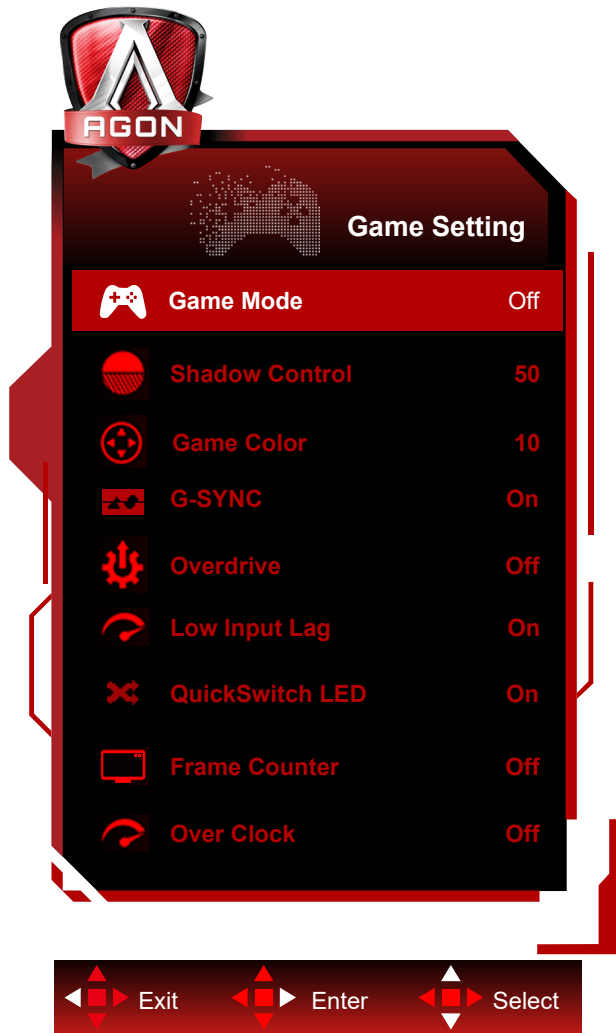 AGON
Game Setting
Game Mode Off
Shadow Control 50
Game Color 10
G-SYNC On
Overdrive Off
Low Input Lag On
QuickSwitch LED On
Frame Counter Off
Over Clock Off
Exit Enter Select